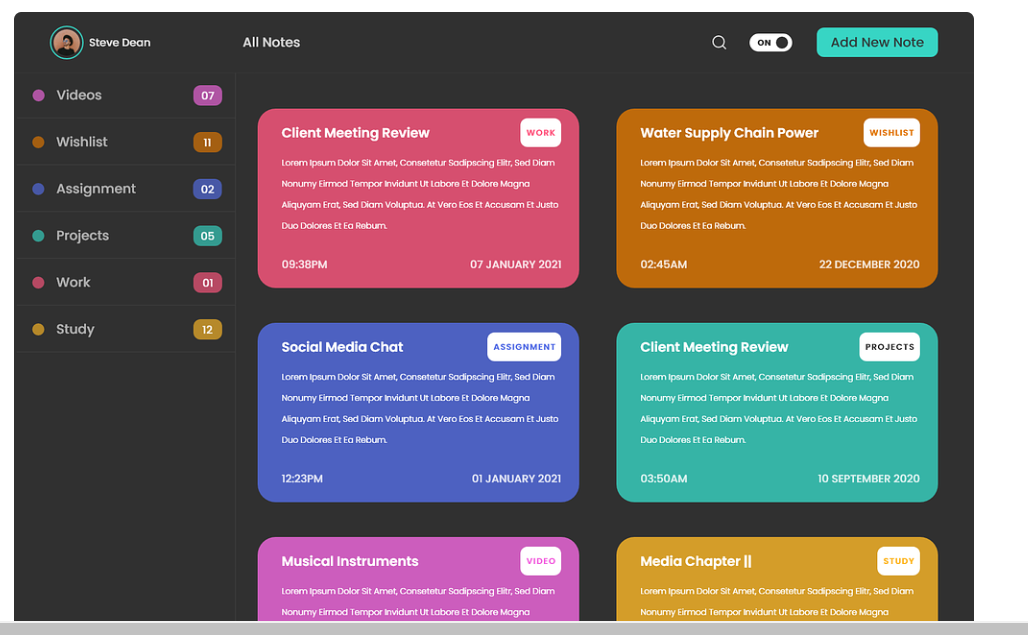 Steve Dean
All Notes
ON
Add New Note
Videos 07
Wishlist 11
Assignment 02
Projects 05
Work 01
Study 12
Client Meeting Review WORK
Lorem Ipsum Dolor Sit Amet, Consetetur Sadipscing Elitr, Sed Diam
Nonumy Eirmod Tempor Invidunt Ut Labore Et Dolore Magna
Aliquyam Erat, Sed Diam Voluptua. At Vero Eos Et Accusam Et Justo
Duo Dolores Et Ea Rebum.
09:38PM 07 JANUARY 2021
Water Supply Chain Power WISHLIST
Lorem Ipsum Dolor Sit Amet, Consetetur Sadipscing Elitr, Sed Diam
Nonumy Eirmod Tempor Invidunt Ut Labore Et Dolore Magna
Aliquyam Erat, Sed Diam Voluptua. At Vero Eos Et Accusam Et Justo
Duo Dolores Et Ea Rebum.
02:45AM 22 DECEMBER 2020
Social Media Chat ASSIGNMENT
Lorem Ipsum Dolor Sit Amet, Consetetur Sadipscing Elitr, Sed Diam
Nonumy Eirmod Tempor Invidunt Ut Labore Et Dolore Magna
Aliquyam Erat, Sed Diam Voluptua. At Vero Eos Et Accusam Et Justo
Duo Dolores Et Ea Rebum.
12:23PM 01 JANUARY 2021
Client Meeting Review PROJECTS
Lorem Ipsum Dolor Sit Amet, Consetetur Sadipscing Elitr, Sed Diam
Nonumy Eirmod Tempor Invidunt Ut Labore Et Dolore Magna
Aliquyam Erat, Sed Diam Voluptua. At Vero Eos Et Accusam Et Justo
Duo Dolores Et Ea Rebum.
03:50AM 10 SEPTEMBER 2020
Musical Instruments VIDEO
Lorem Ipsum Dolor Sit Amet, Consetetur Sadipscing Elitr, Sed Diam
Nonumy Eirmod Tempor Invidunt Ut Labore Et Dolore Magna
Media Chapter || STUDY
Lorem Ipsum Dolor Sit Amet, Consetetur Sadipscing Elitr, Sed Diam
Nonumy Eirmod Tempor Invidunt Ut Labore Et Dolore Magna